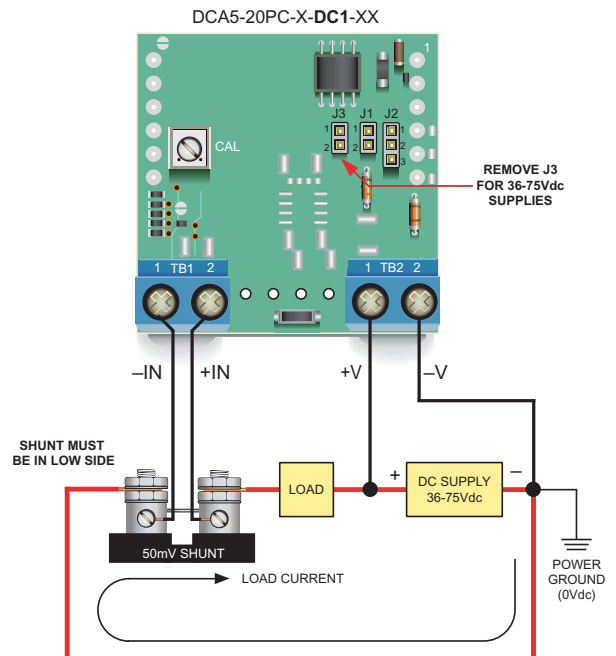 DCA5-20PC-X-DC1-XX
1
J3 J1 J2
1 1 1
2 2 2
3
CAL
REMOVE J3
FOR 36-75Vdc
SUPPLIES
1 TB1 2
1 TB2 2
–IN +IN +V –V
SHUNT MUST
BE IN LOW SIDE
LOAD
+ –
DC SUPPLY
36-75Vdc
50mV SHUNT
LOAD CURRENT
POWER
GROUND
(0Vdc)